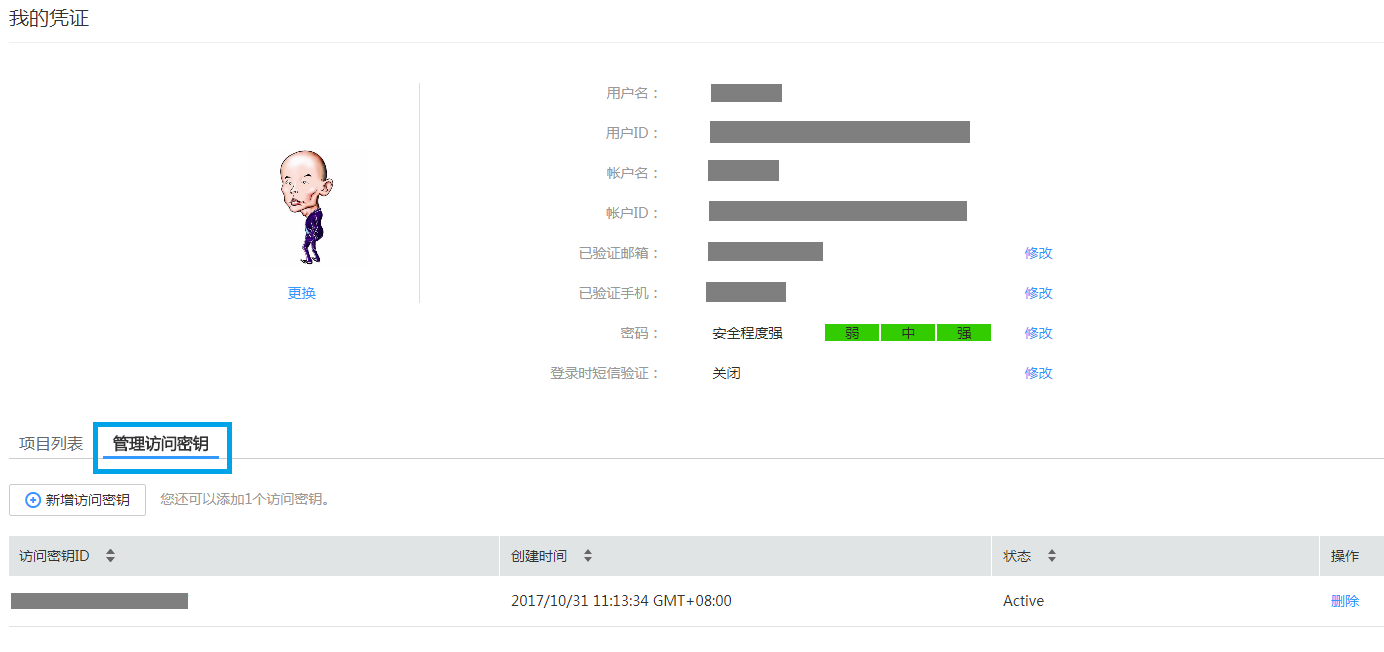 我的凭证
用户名：
用户ID：
帐户名：
帐户ID：
已验证邮箱： 修改
已验证手机： 修改
更换
密码： 安全程度强 弱 中 强 修改
登录时短信验证： 关闭 修改
项目列表 管理访问密钥
新增访问密钥 您还可以添加1个访问密钥。
访问密钥ID 创建时间 状态 操作
2017/10/31 11:13:34 GMT+08:00 Active 删除